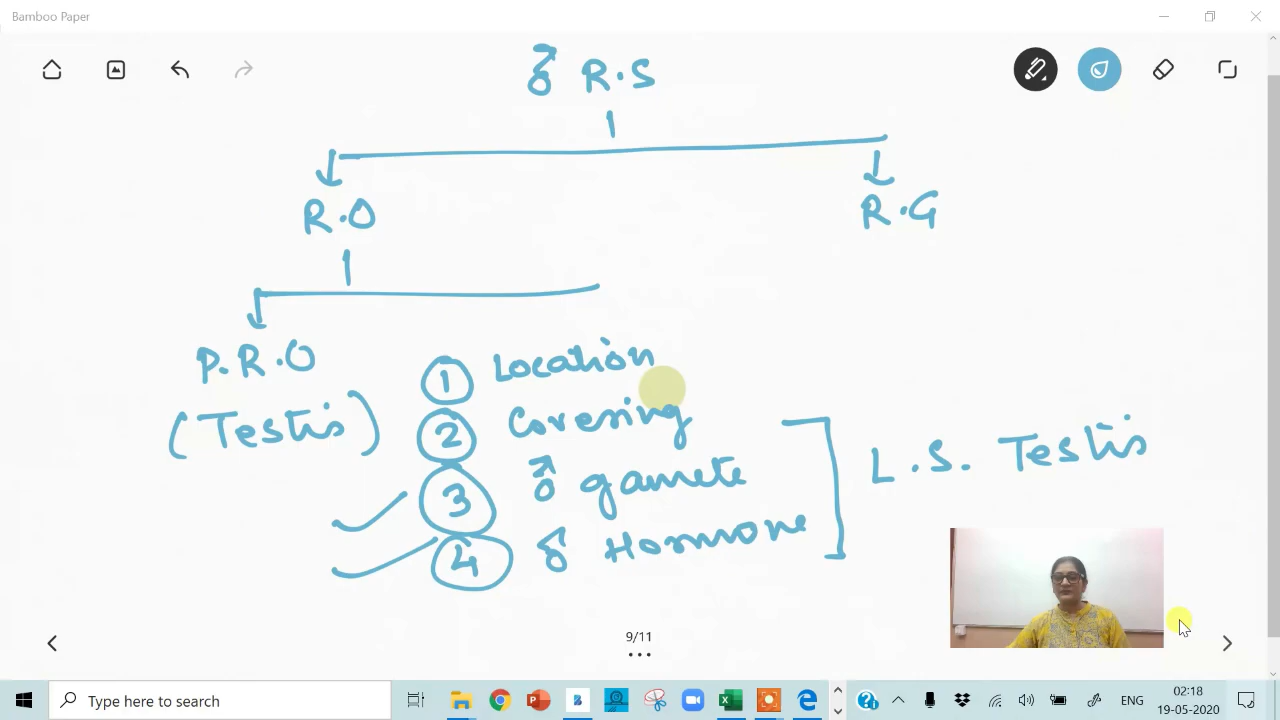 Bamboo Paper
♂ R.S
R.O
R.G
P.R.O
(Testis)
1 Location
2 Covering
3 ♂ gamete
4 ♂ Hormone
L.S. Testis
9/11
Type here to search
ENG
02:18
19-05-2020